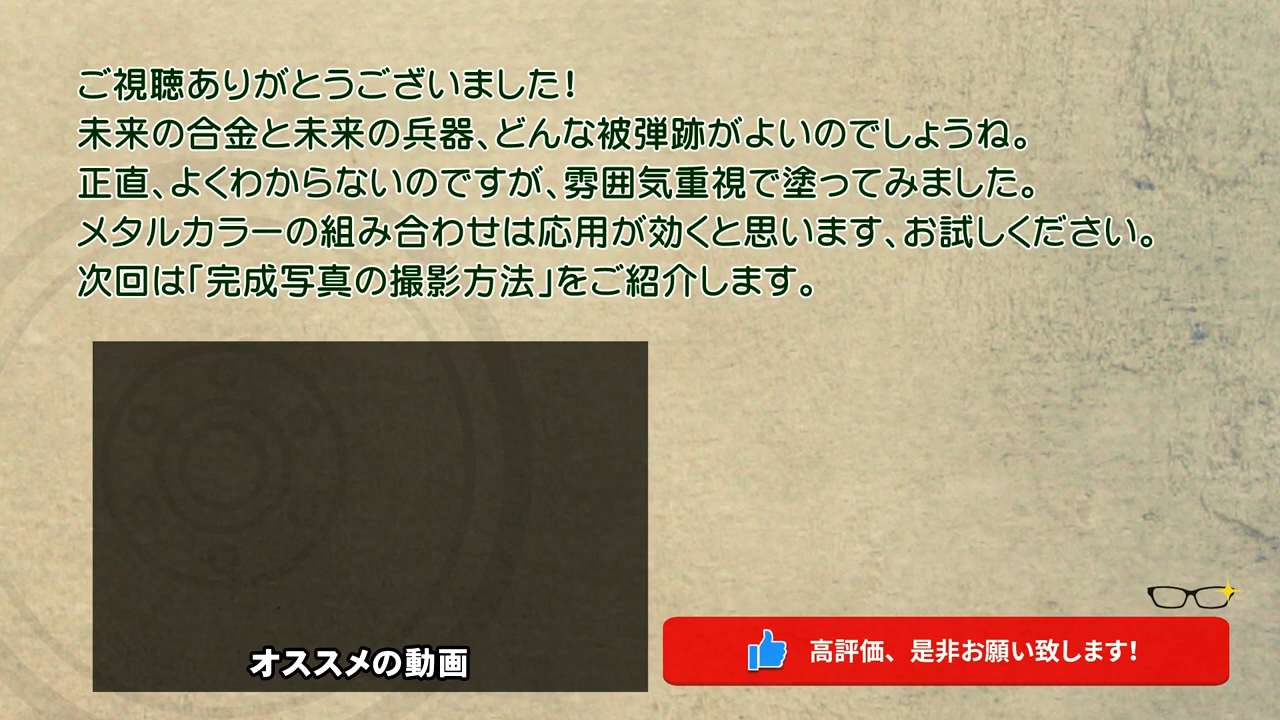 ご視聴ありがとうございました!
未来の合金と未来の兵器、どんな被弾跡がよいのでしょうね。
正直、よくわからないのですが、雰囲気重視で塗ってみました。
メタルカラーの組み合わせは応用が効くと思います、お試しください。
次回は「完成写真の撮影方法」をご紹介します。
オススメの動画
高評価、是非お願い致します!